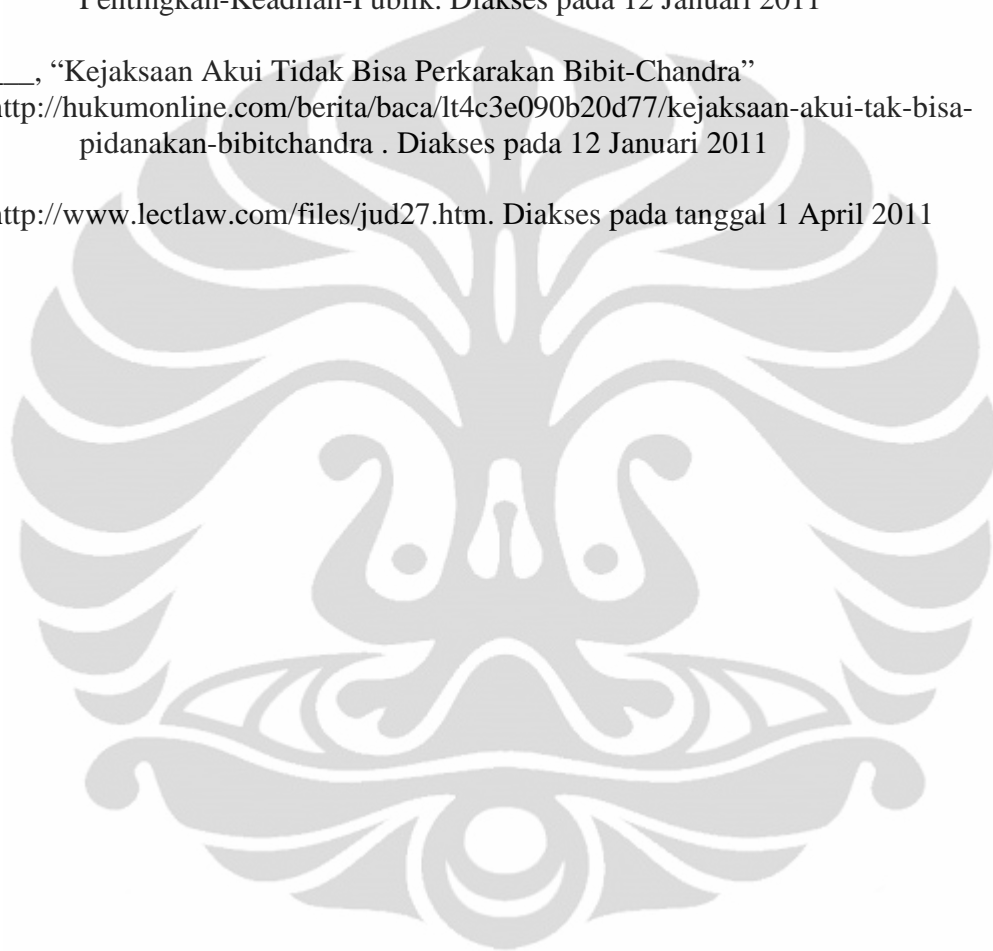 Pentingkan-Keadilan-Publik. Diakses pada 12 Januari 2011
__, “Kejaksaan Akui Tidak Bisa Perkarakan Bibit-Chandra”
http://hukumonline.com/berita/baca/lt4c3e090b20d77/kejaksaan-akui-tak-bisa-
pidanakan-bibitchandra . Diakses pada 12 Januari 2011
http://www.lectlaw.com/files/jud27.htm. Diakses pada tanggal 1 April 2011